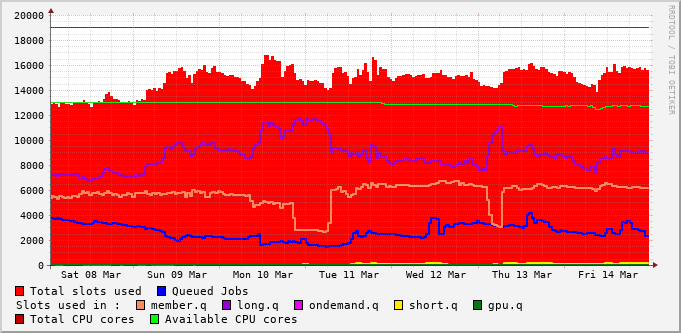 20000
18000
16000
14000
12000
10000
8000
6000
4000
2000
0
Sat 08 Mar Sun 09 Mar Mon 10 Mar Tue 11 Mar Wed 12 Mar Thu 13 Mar Fri 14 Mar
Total slots used Queued Jobs
Slots used in : member.q long.q ondemand.q short.q gpu.q
Total CPU cores Available CPU cores
RRDTOOL / TOBI OETIKER